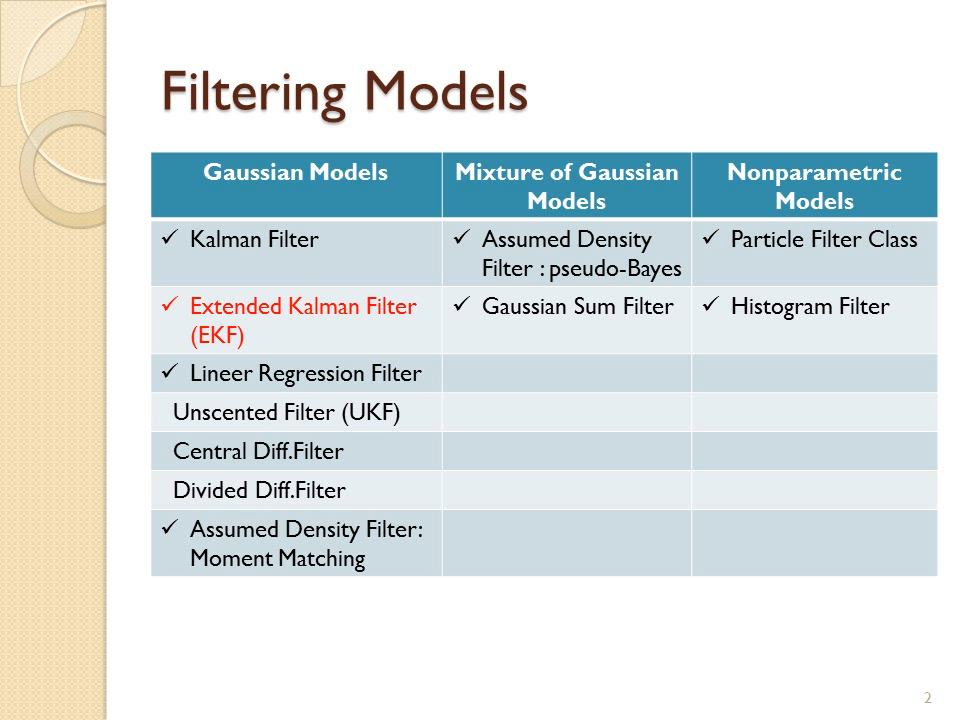 Filtering Models
Gaussian Models
Mixture of Gaussian
Models
Nonparametric
Models
✓ Kalman Filter
✓ Assumed Density
Filter : pseudo-Bayes
✓ Particle Filter Class
✓ Extended Kalman Filter
(EKF)
✓ Gaussian Sum Filter
✓ Histogram Filter
✓ Lineer Regression Filter
Unscented Filter (UKF)
Central Diff.Filter
Divided Diff.Filter
✓ Assumed Density Filter:
Moment Matching
2